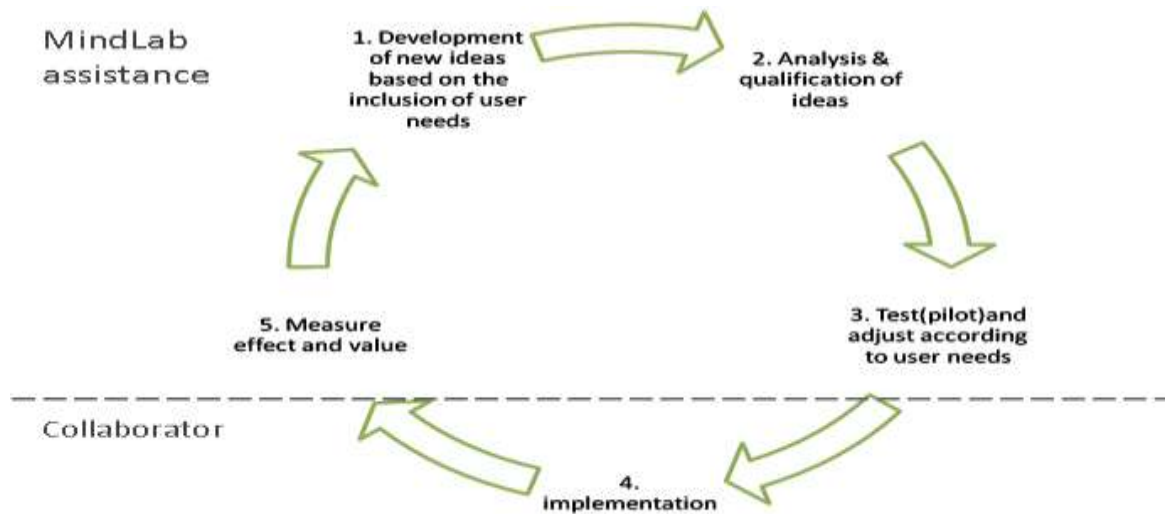 MindLab
assistance
1. Development
of new ideas
based on the
inclusion of user
needs
2. Analysis &
qualification of
ideas
3. Test(pilot)and
adjust according
to user needs
5. Measure
effect and value
Collaborator
4.
implementation